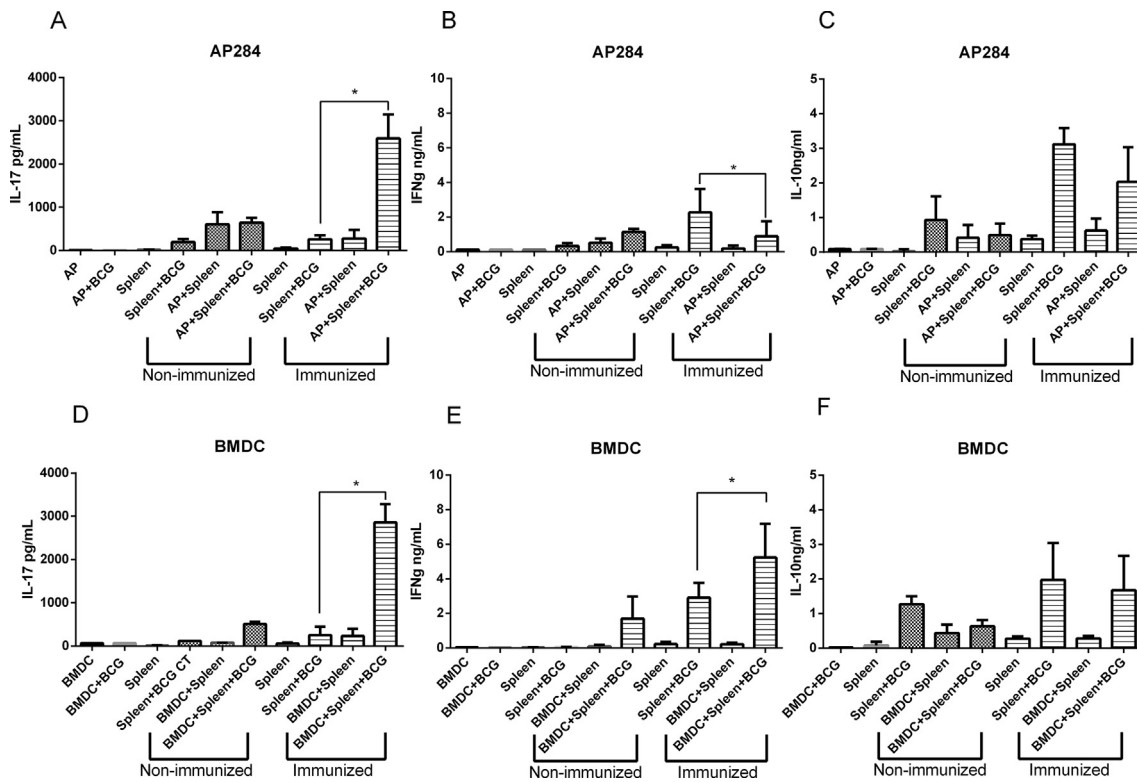 A
AP284
IL-17 pg/mL
4000
3000
2000
1000
0
*
AP
AP+BCG
Spleen
Spleen+BCG
AP+Spleen
AP+Spleen+BCG
Spleen
Spleen+BCG
AP+Spleen
AP+Spleen+BCG
Non-immunized
Immunized
B
AP284
IFNg ng/mL
10
8
6
4
2
0
*
AP
AP+BCG
Spleen
Spleen+BCG
AP+Spleen
AP+Spleen+BCG
Spleen
Spleen+BCG
AP+Spleen
AP+Spleen+BCG
Non-immunized
Immunized
C
AP284
IL-10ng/ml
5
4
3
2
1
0
AP
AP+BCG
Spleen
Spleen+BCG
AP+Spleen
AP+Spleen+BCG
Spleen
Spleen+BCG
AP+Spleen
AP+Spleen+BCG
Non-immunized
Immunized
D
BMDC
IL-17 pg/mL
4000
3000
2000
1000
0
*
BMDC
BMDC+BCG
Spleen
Spleen+BCG CT
BMDC+Spleen
BMDC+Spleen+BCG
Spleen
Spleen+BCG
BMDC+Spleen
BMDC+Spleen+BCG
Non-immunized
Immunized
E
BMDC
IFNg ng/mL
10
8
6
4
2
0
*
BMDC
BMDC+BCG
Spleen
Spleen+BCG
BMDC+Spleen
BMDC+Spleen+BCG
Spleen
Spleen+BCG
BMDC+Spleen
BMDC+Spleen+BCG
Non-immunized
Immunized
F
BMDC
IL-10ng/ml
5
4
3
2
1
0
BMDC+BCG
Spleen
Spleen+BCG
BMDC+Spleen
BMDC+Spleen+BCG
Spleen
Spleen+BCG
BMDC+Spleen
BMDC+Spleen+BCG
Non-immunized
Immunized